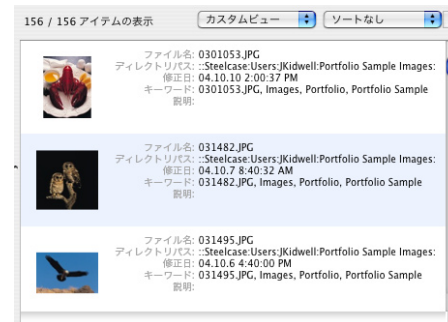 156 / 156 アイテムの表示
カスタムビュー
ソートなし
ファイル名: 0301053.JPG
ディレクトリパス: ::Steelcase:Users:JKidwell:Portfolio Sample Images:
修正日: 04.10.10 2:00:37 PM
キーワード: 0301053.JPG, Images, Portfolio, Portfolio Sample
説明:
ファイル名: 031482.JPG
ディレクトリパス: ::Steelcase:Users:JKidwell:Portfolio Sample Images:
修正日: 04.10.7 8:40:32 AM
キーワード: 031482.JPG, Images, Portfolio, Portfolio Sample
説明:
ファイル名: 031495.JPG
ディレクトリパス: ::Steelcase:Users:JKidwell:Portfolio Sample Images:
修正日: 04.10.6 4:40:00 PM
キーワード: 031495.JPG, Images, Portfolio, Portfolio Sample
説明: